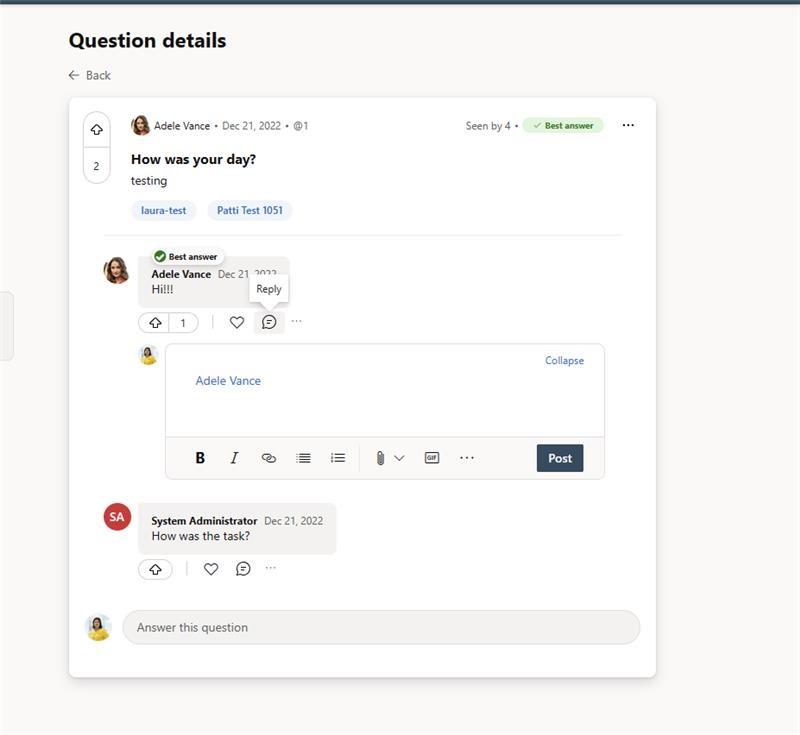 Question details
Back
Adele Vance • Dec 21, 2022 • @1
Seen by 4 • Best answer
2
How was your day?
testing
laura-test Patti Test 1051
Best answer
Adele Vance Dec 21, 2022
Hi!!!
Reply
1
Collapse
Adele Vance
B I GIF Post
SA
System Administrator Dec 21, 2022
How was the task?
Answer this question